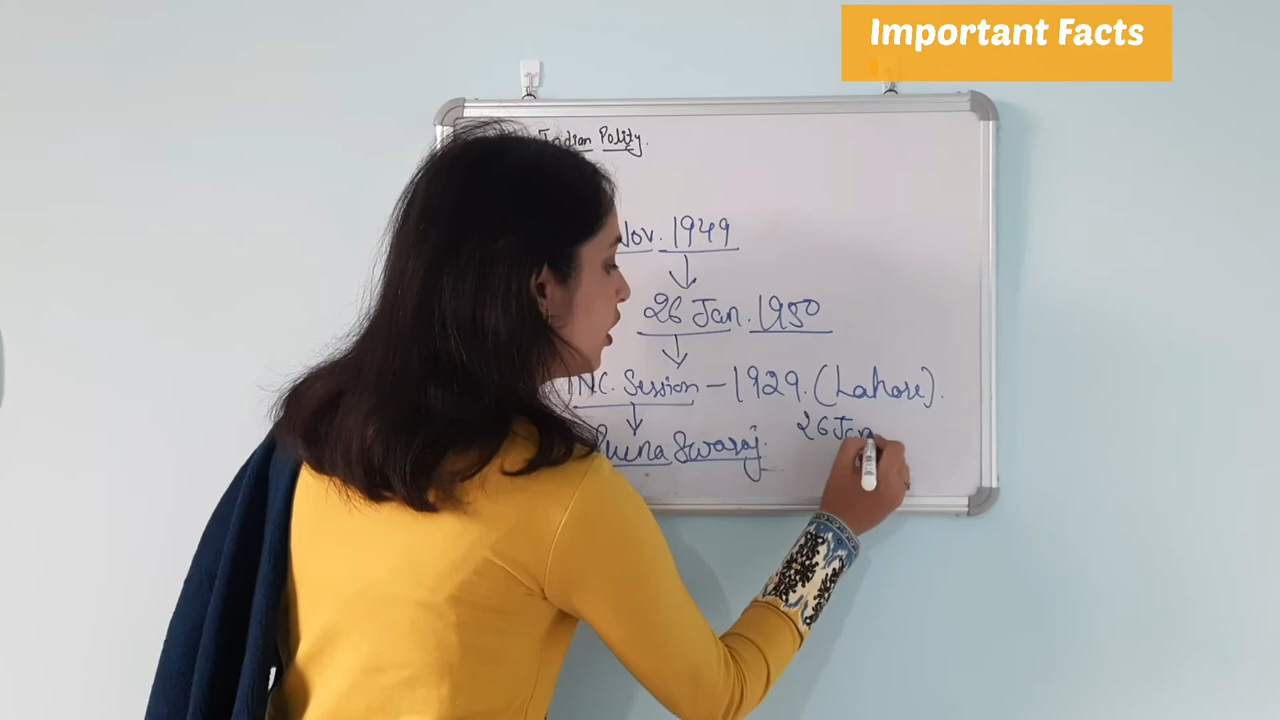 Important Facts
Indian Polity.
Nov. 1949
26 Jan. 1950
INC. Session - 1929. (Lahore).
26 Jan
Purna Swaraj.